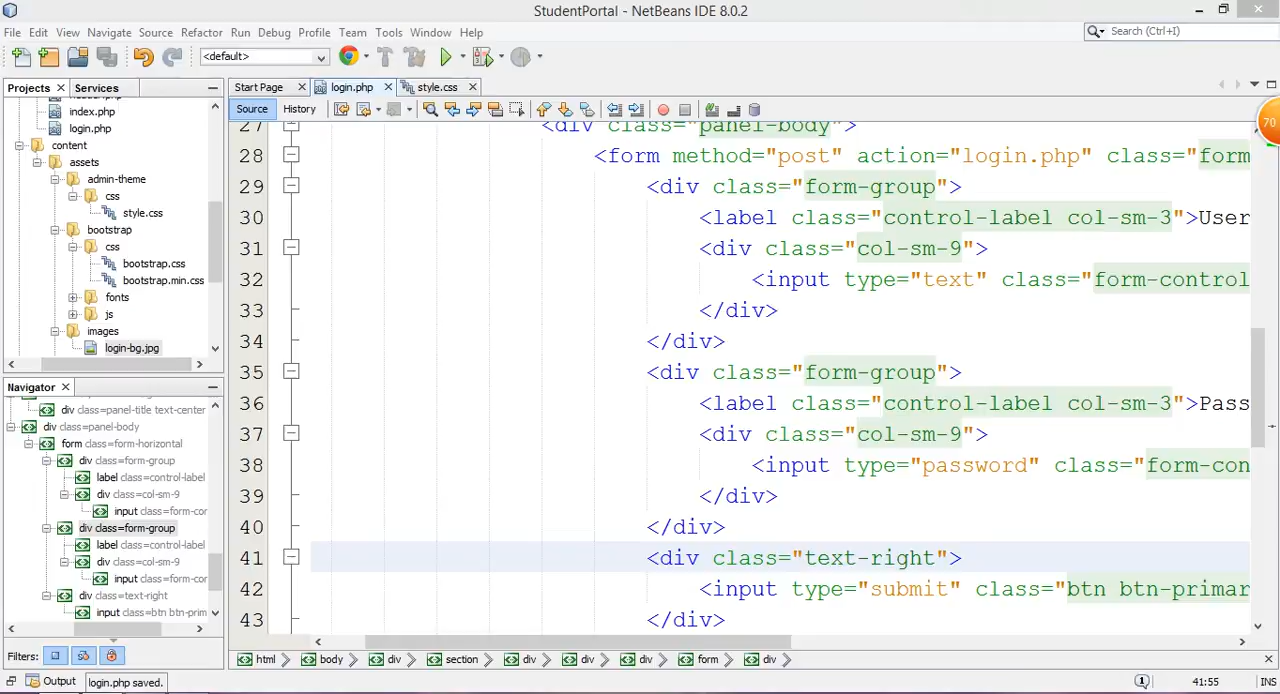 StudentPortal - NetBeans IDE 8.0.2
File Edit View Navigate Source Refactor Run Debug Profile Team Tools Window Help
Search (Ctrl+I)
<default>
Projects Services
Start Page login.php style.css
Source History
70
index.php
login.php
content
assets
admin-theme
css
style.css
bootstrap
css
bootstrap.css
bootstrap.min.css
fonts
js
images
login-bg.jpg
27 <div class="panel-body">
28 <form method="post" action="login.php" class="form
29 <div class="form-group">
30 <label class="control-label col-sm-3">User
31 <div class="col-sm-9">
32 <input type="text" class="form-control
33 </div>
34 </div>
35 <div class="form-group">
36 <label class="control-label col-sm-3">Pass
37 <div class="col-sm-9">
38 <input type="password" class="form-con
39 </div>
40 </div>
41 <div class="text-right">
42 <input type="submit" class="btn btn-primar
43 </div>
Navigator
div class=panel-title text-center
div class=panel-body
form class=form-horizontal
div class=form-group
label class=control-label
div class=col-sm-9
input class=form-cor
div class=form-group
label class=control-label
div class=col-sm-9
input class=form-cor
div class=text-right
input class=btn btn-prim
Filters:
html body div section div div div form div
Output login.php saved.
1 41:55 INS